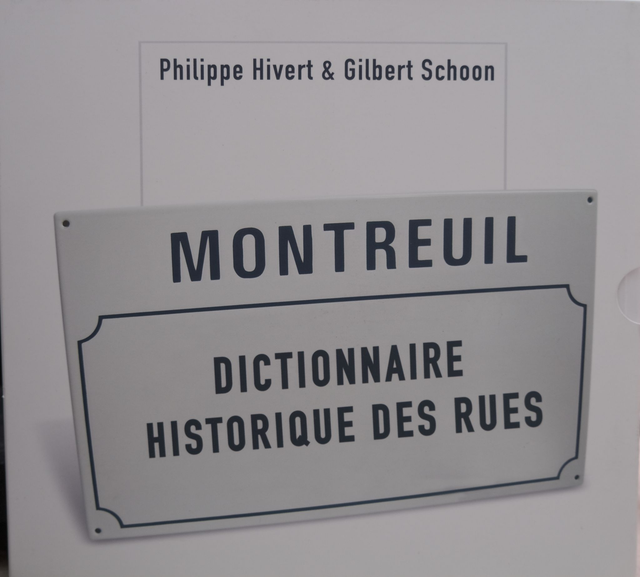 Philippe Hivert & Gilbert Schoon
MONTREUIL
DICTIONNAIRE
HISTORIQUE DES RUES